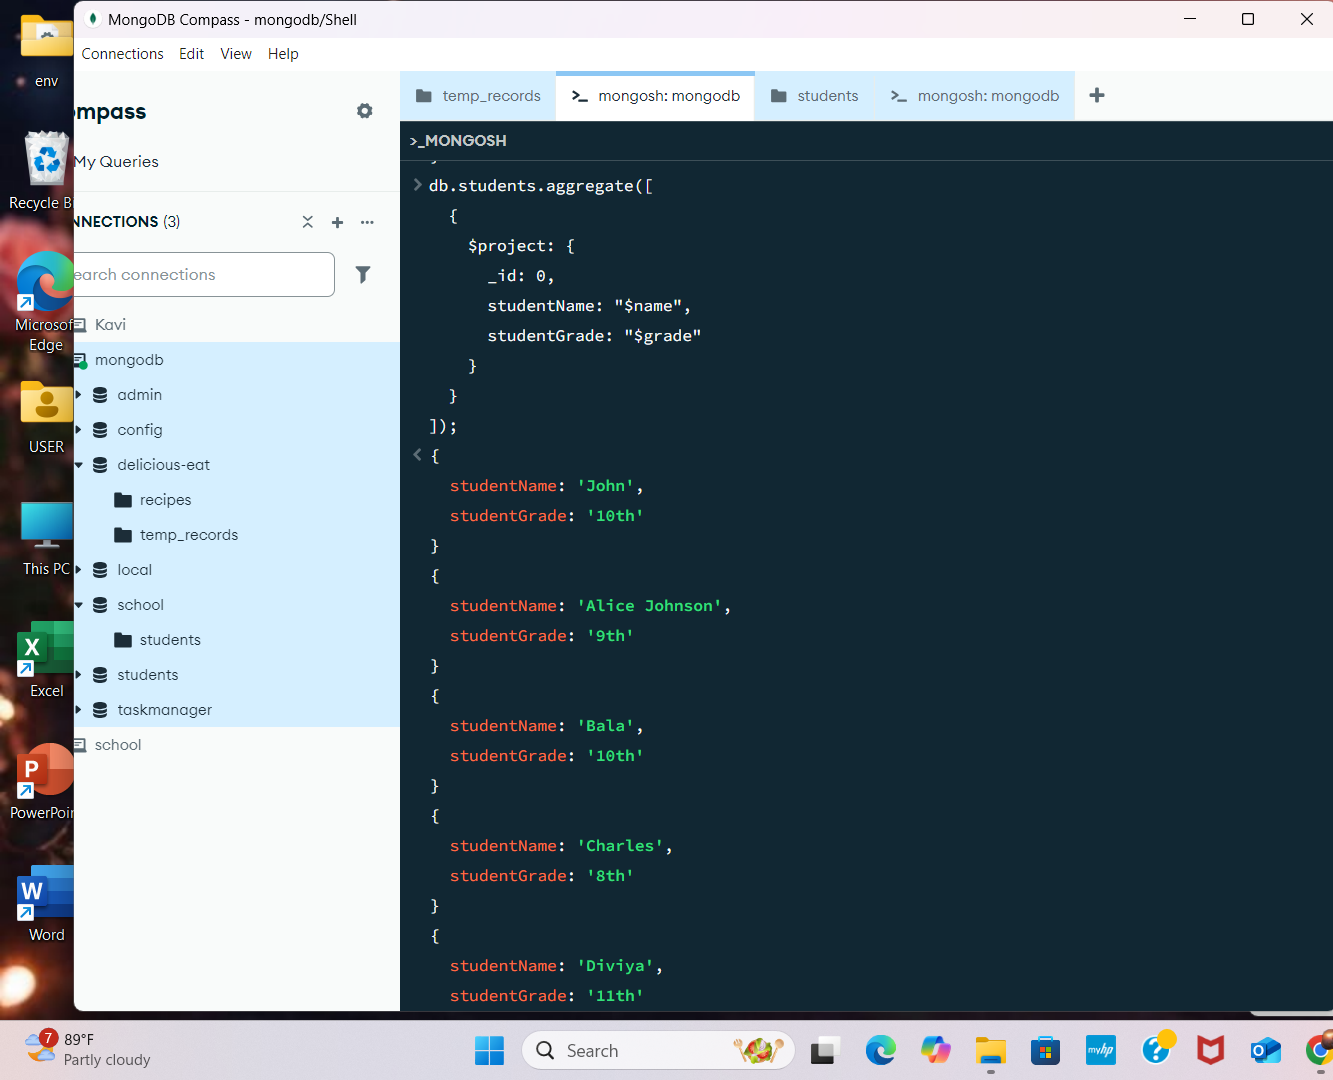 MongoDB Compass - mongodb/Shell
Connections Edit View Help
env
Recycle B
Microsof
Edge
USER
This PC
Excel
PowerPoi
Word
mpass
My Queries
NNECTIONS (3)
earch connections
Kavi
mongodb
admin
config
delicious-eat
recipes
temp_records
local
school
students
students
taskmanager
school
temp_records
>_ mongosh: mongodb
students
>_ mongosh: mongodb
+
>_MONGOSH
> db.students.aggregate([
{
$project: {
_id: 0,
studentName: "$name",
studentGrade: "$grade"
}
}
]);
< {
studentName: 'John',
studentGrade: '10th'
}
{
studentName: 'Alice Johnson',
studentGrade: '9th'
}
{
studentName: 'Bala',
studentGrade: '10th'
}
{
studentName: 'Charles',
studentGrade: '8th'
}
{
studentName: 'Diviya',
studentGrade: '11th'
7
89°F
Partly cloudy
Search
myhp